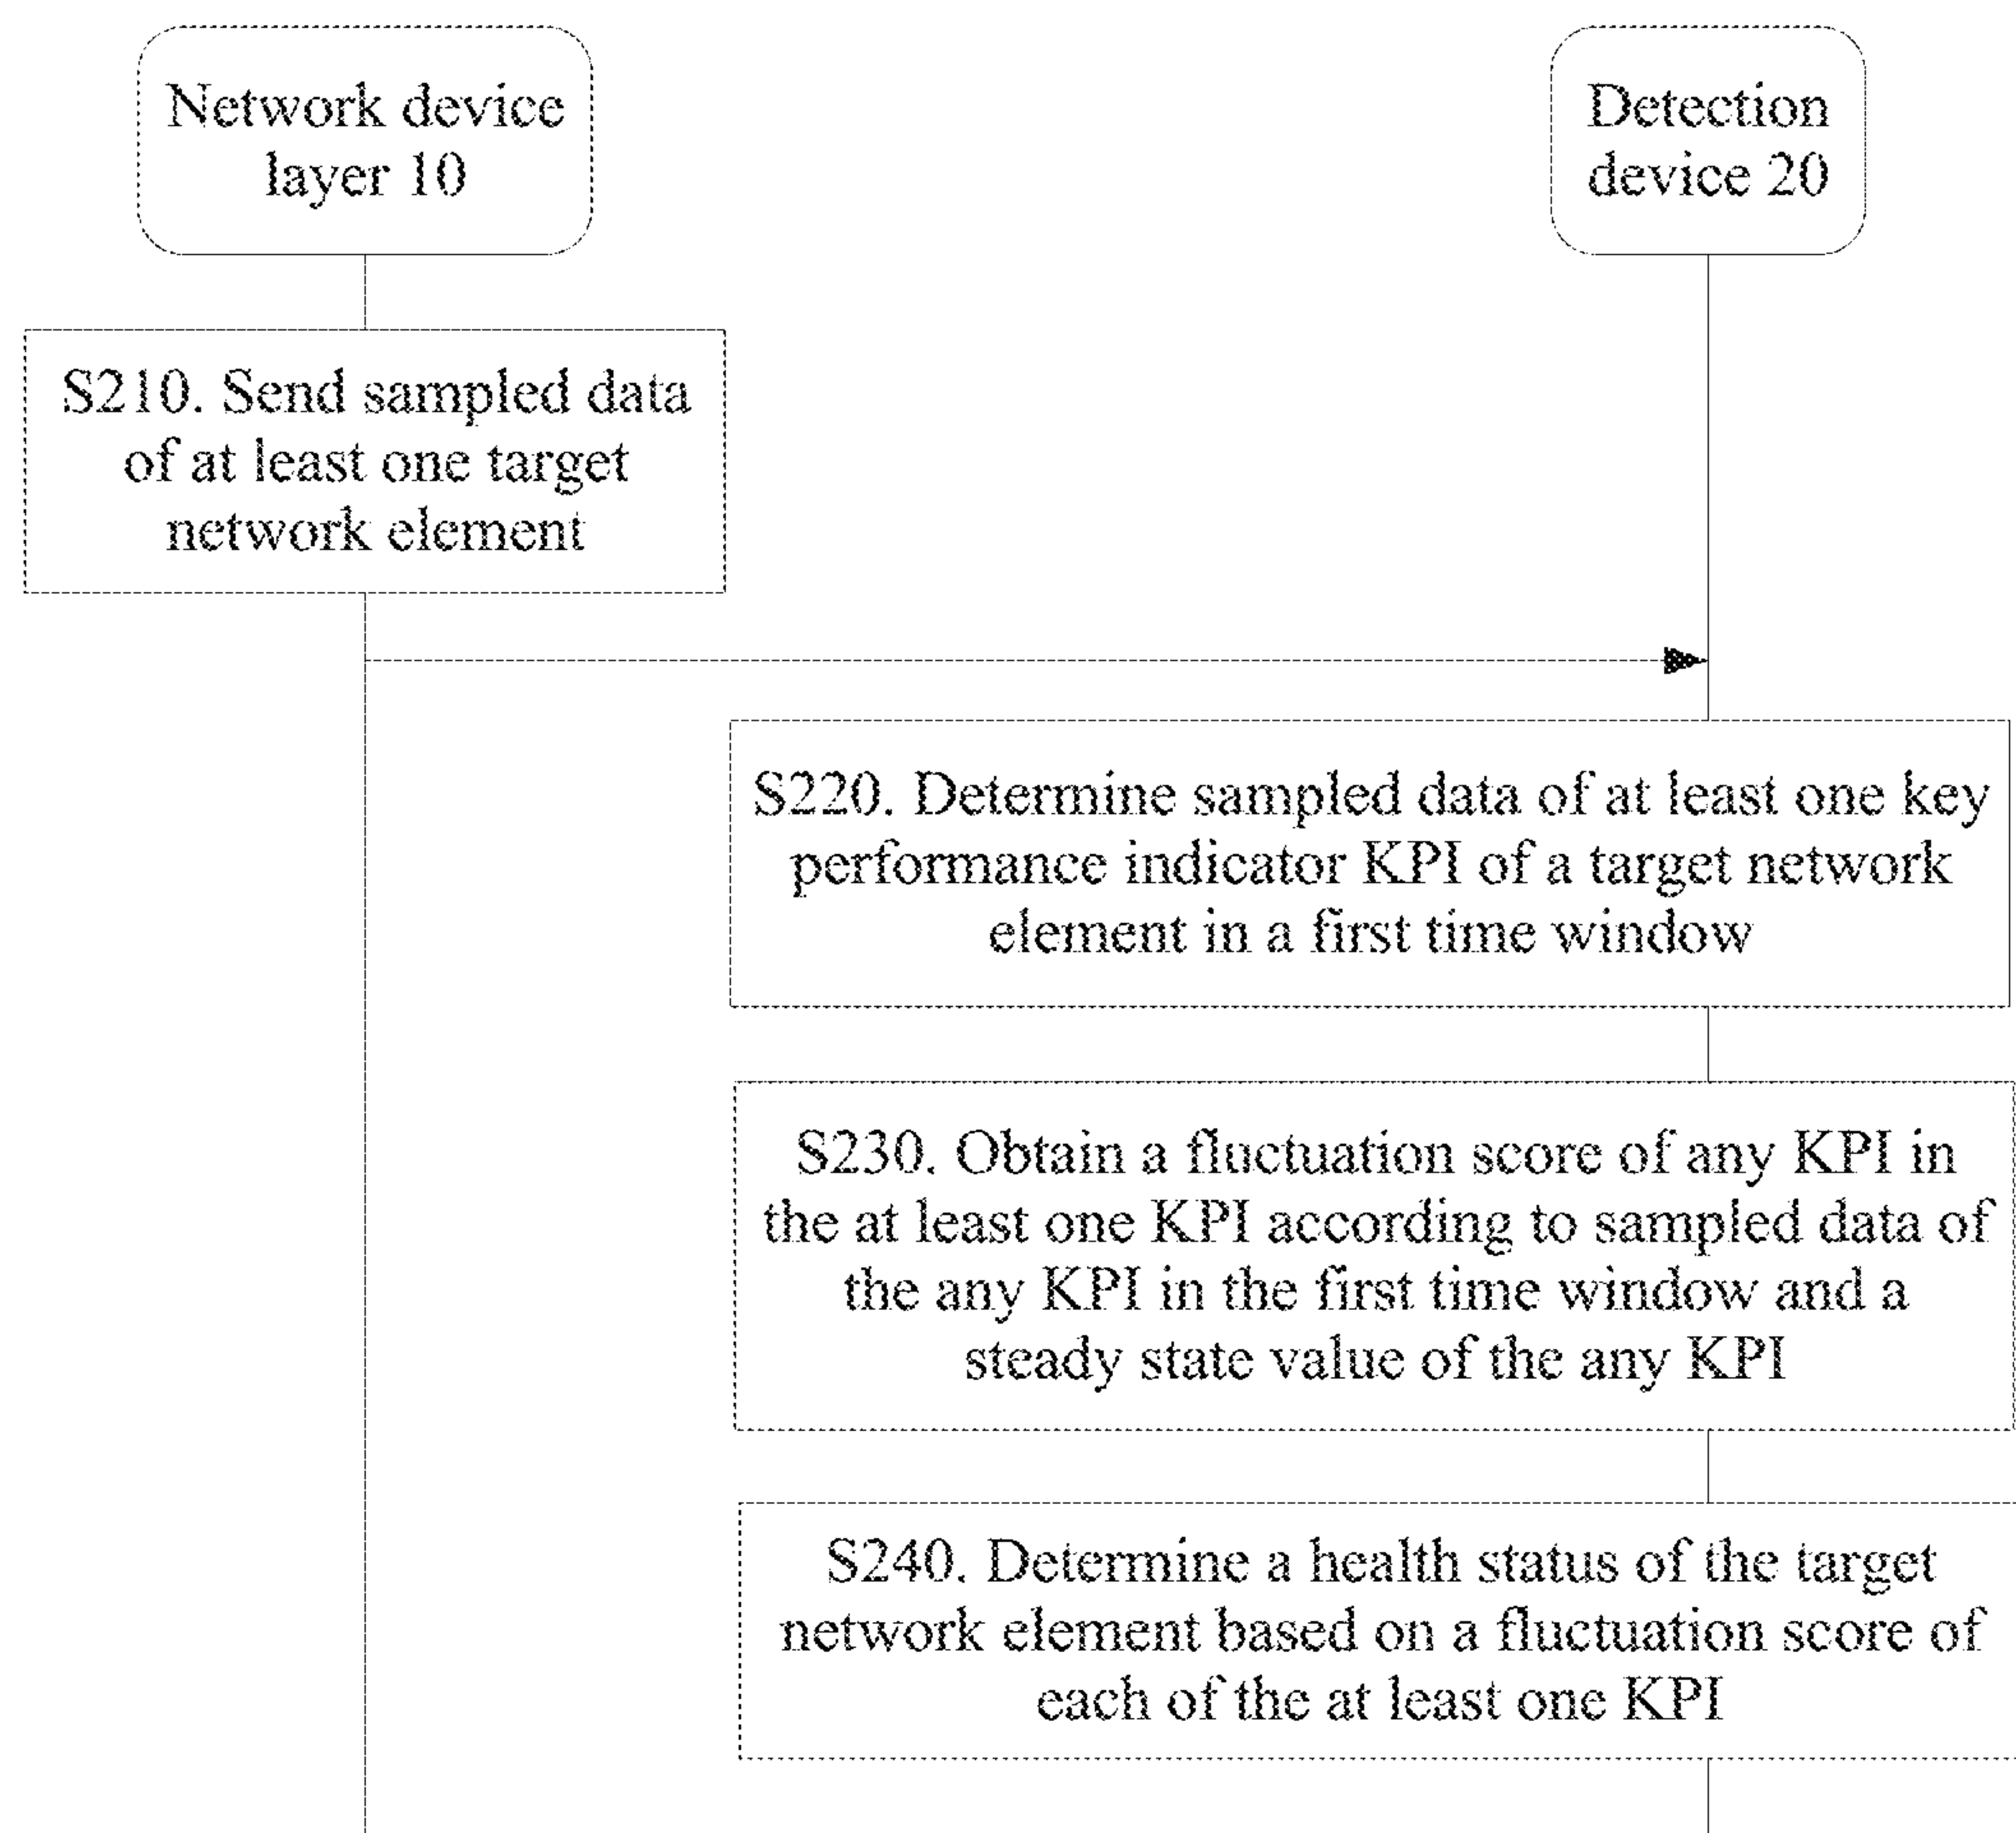 Network device
layer 10
Detection
device 20
S210. Send sampled data
of at least one target
network element
S220. Determine sampled data of at least one key
performance indicator KPI of a target network
element in a first time window
S230. Obtain a fluctuation score of any KPI in
the at least one KPI according to sampled data of
the any KPI in the first time window and a
steady state value of the any KPI
S240. Determine a health status of the target
network element based on a fluctuation score of
each of the at least one KPI